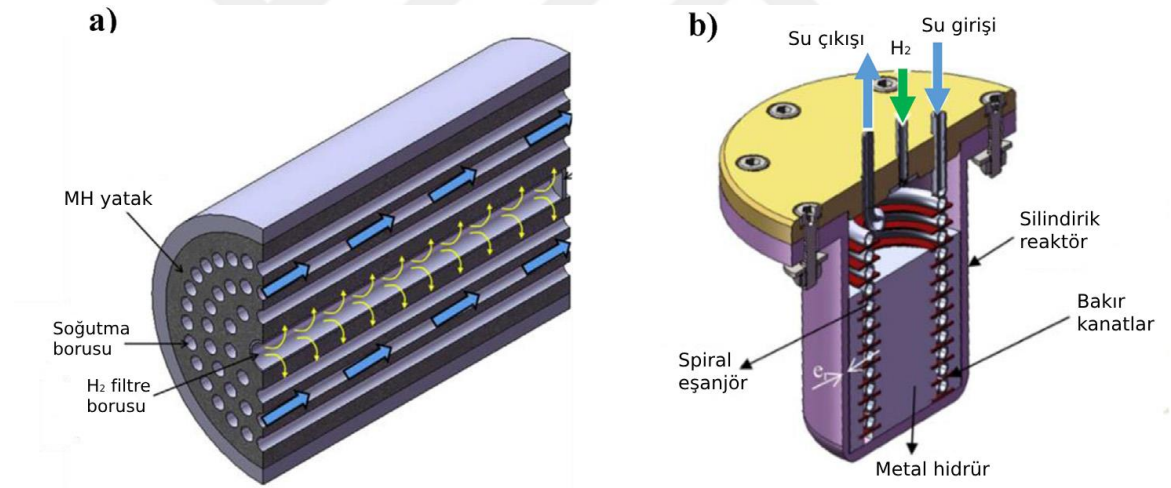 a)
MH yatak
Soğutma
borusu
H₂ filtre
borusu
b)
Su çıkışı
H₂
Su girişi
Silindirik
reaktör
Bakır
kanatlar
Spiral
eşanjör
e
Metal hidrür